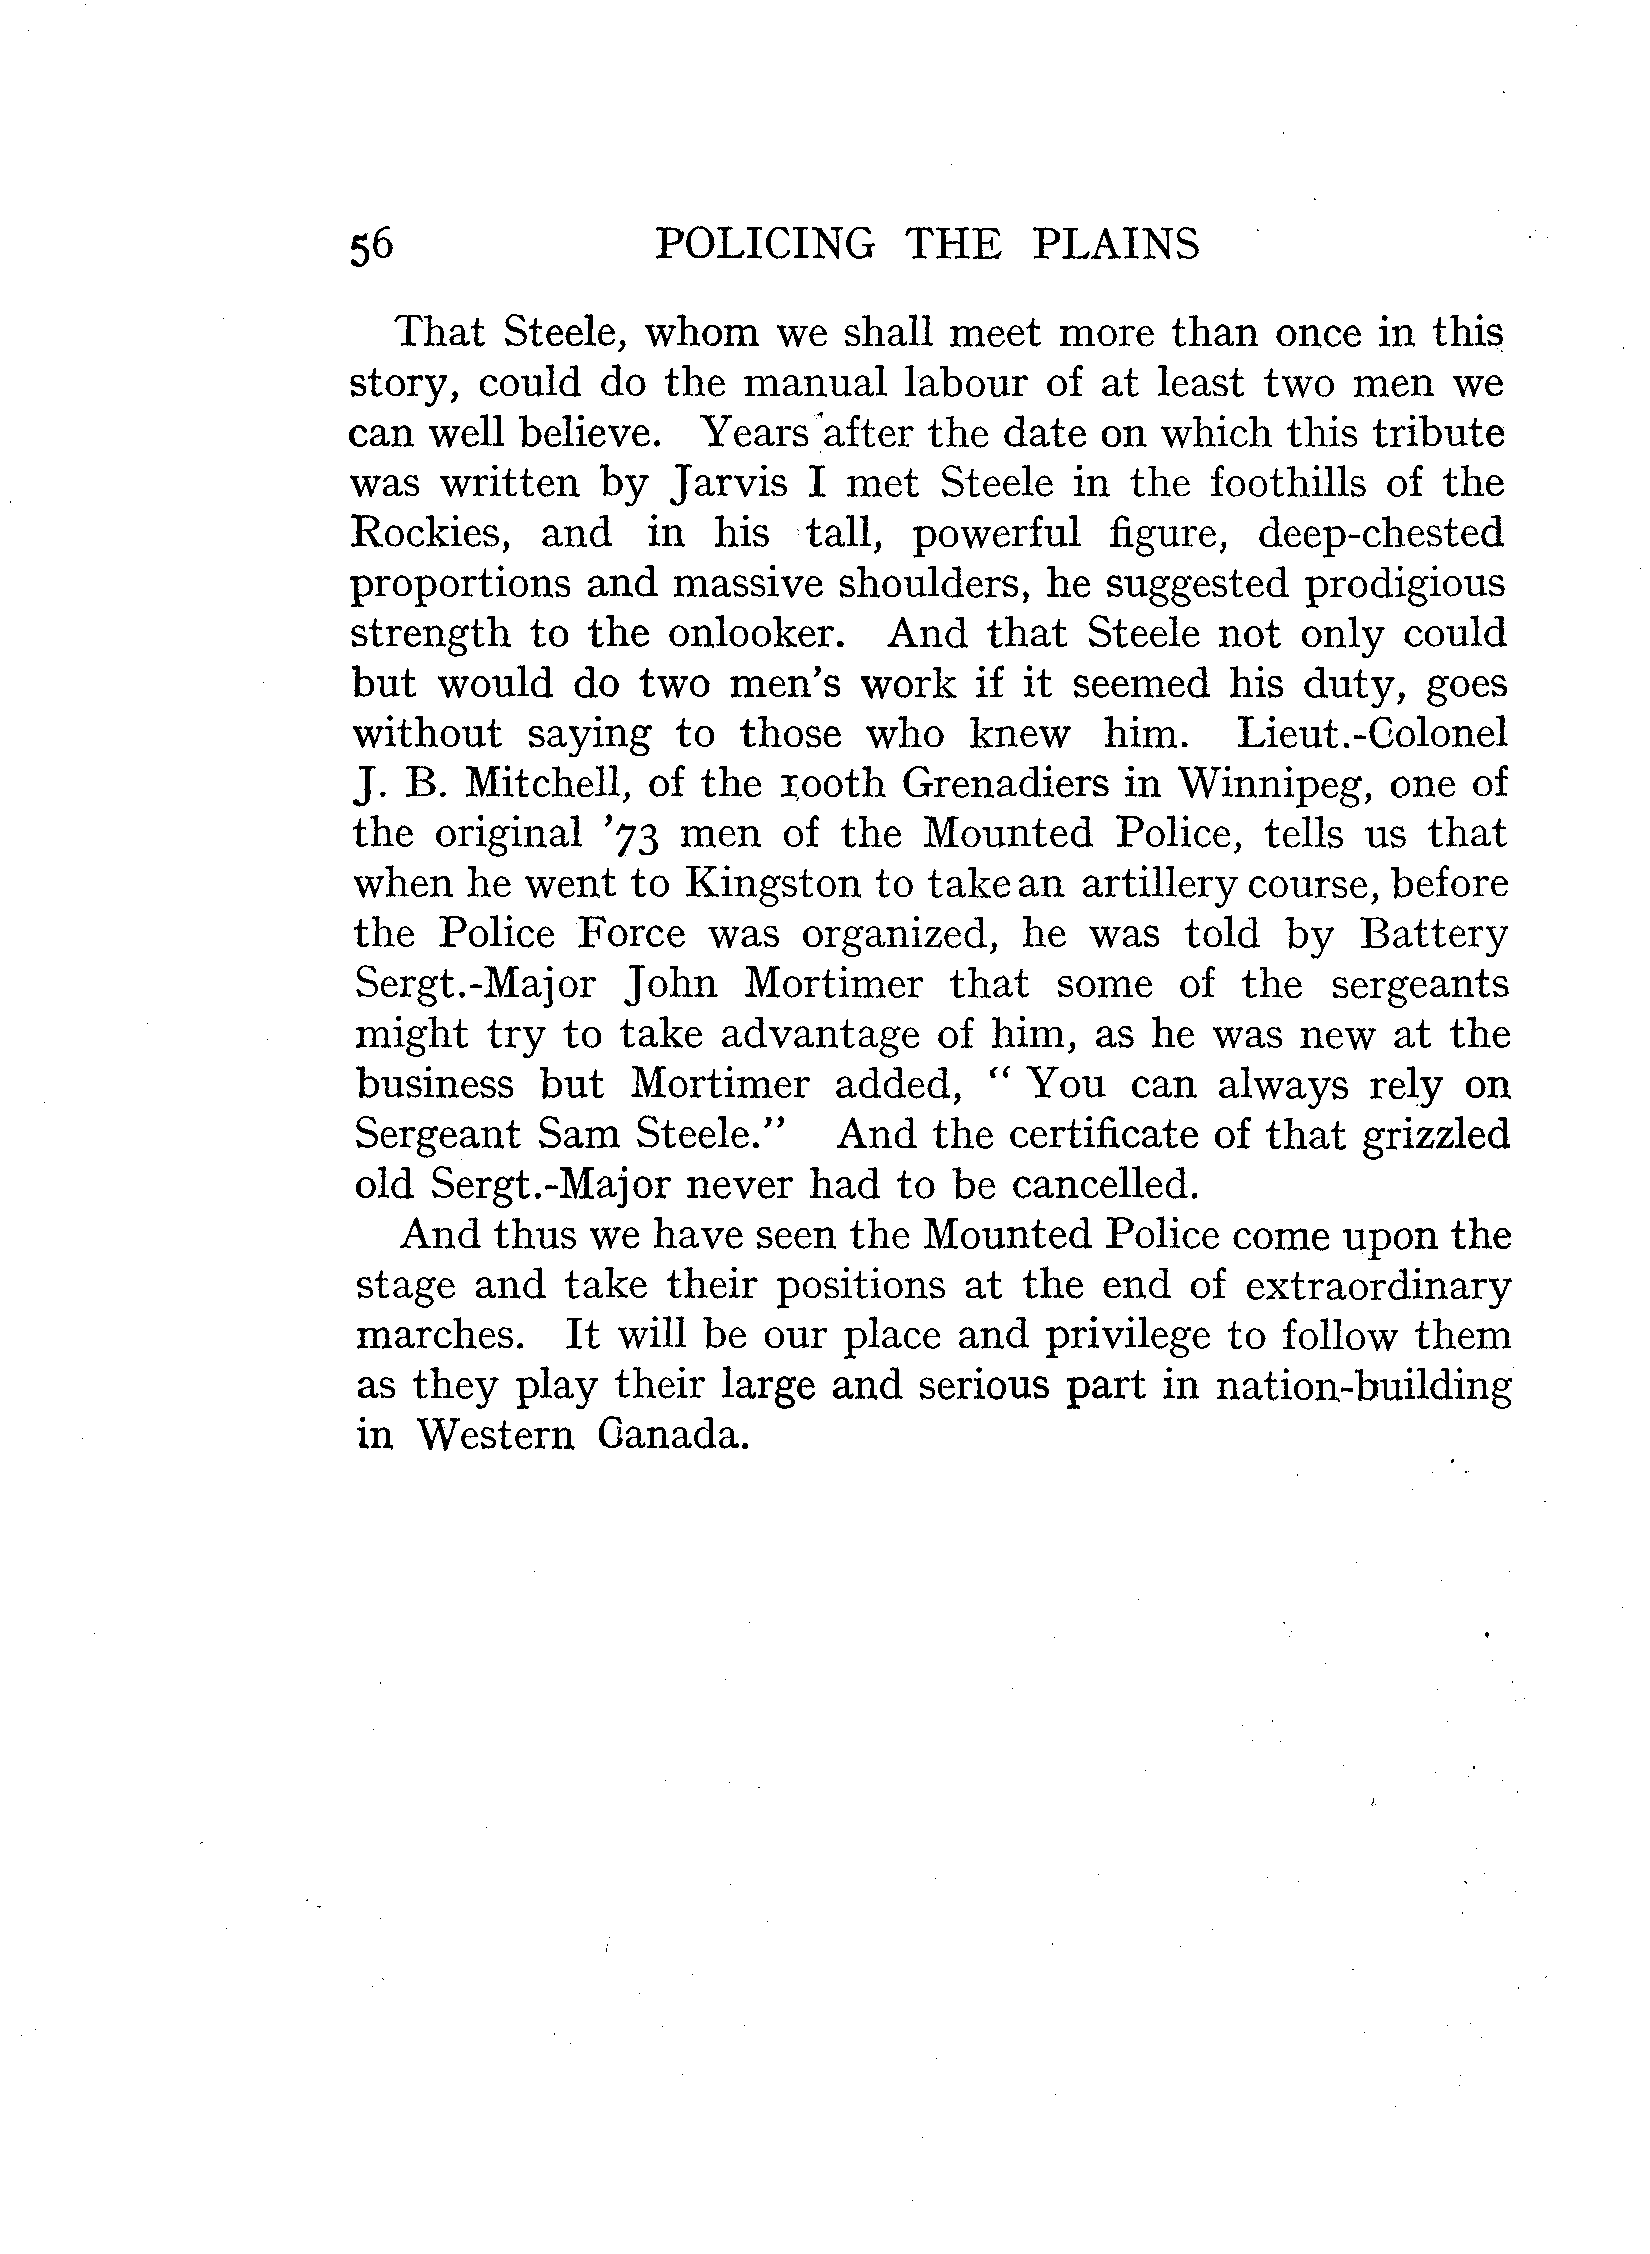 56 POLICING THE PLAINS
That Steele, whom we shall meet more than once in this
story, could do the manual labour of at least two men we
can well believe. Years after the date on which this tribute
was written by Jarvis I met Steele in the foothills of the
Rockies, and in his tall, powerful figure, deep-chested
proportions and massive shoulders, he suggested prodigious
strength to the onlooker. And that Steele not only could
but would do two men's work if it seemed his duty, goes
without saying to those who knew him. Lieut.-Colonel
J. B. Mitchell, of the 100th Grenadiers in Winnipeg, one of
the original '73 men of the Mounted Police, tells us that
when he went to Kingston to take an artillery course, before
the Police Force was organized, he was told by Battery
Sergt.-Major John Mortimer that some of the sergeants
might try to take advantage of him, as he was new at the
business but Mortimer added, " You can always rely on
Sergeant Sam Steele." And the certificate of that grizzled
old Sergt.-Major never had to be cancelled.
And thus we have seen the Mounted Police come upon the
stage and take their positions at the end of extraordinary
marches. It will be our place and privilege to follow them
as they play their large and serious part in nation-building
in Western Canada.